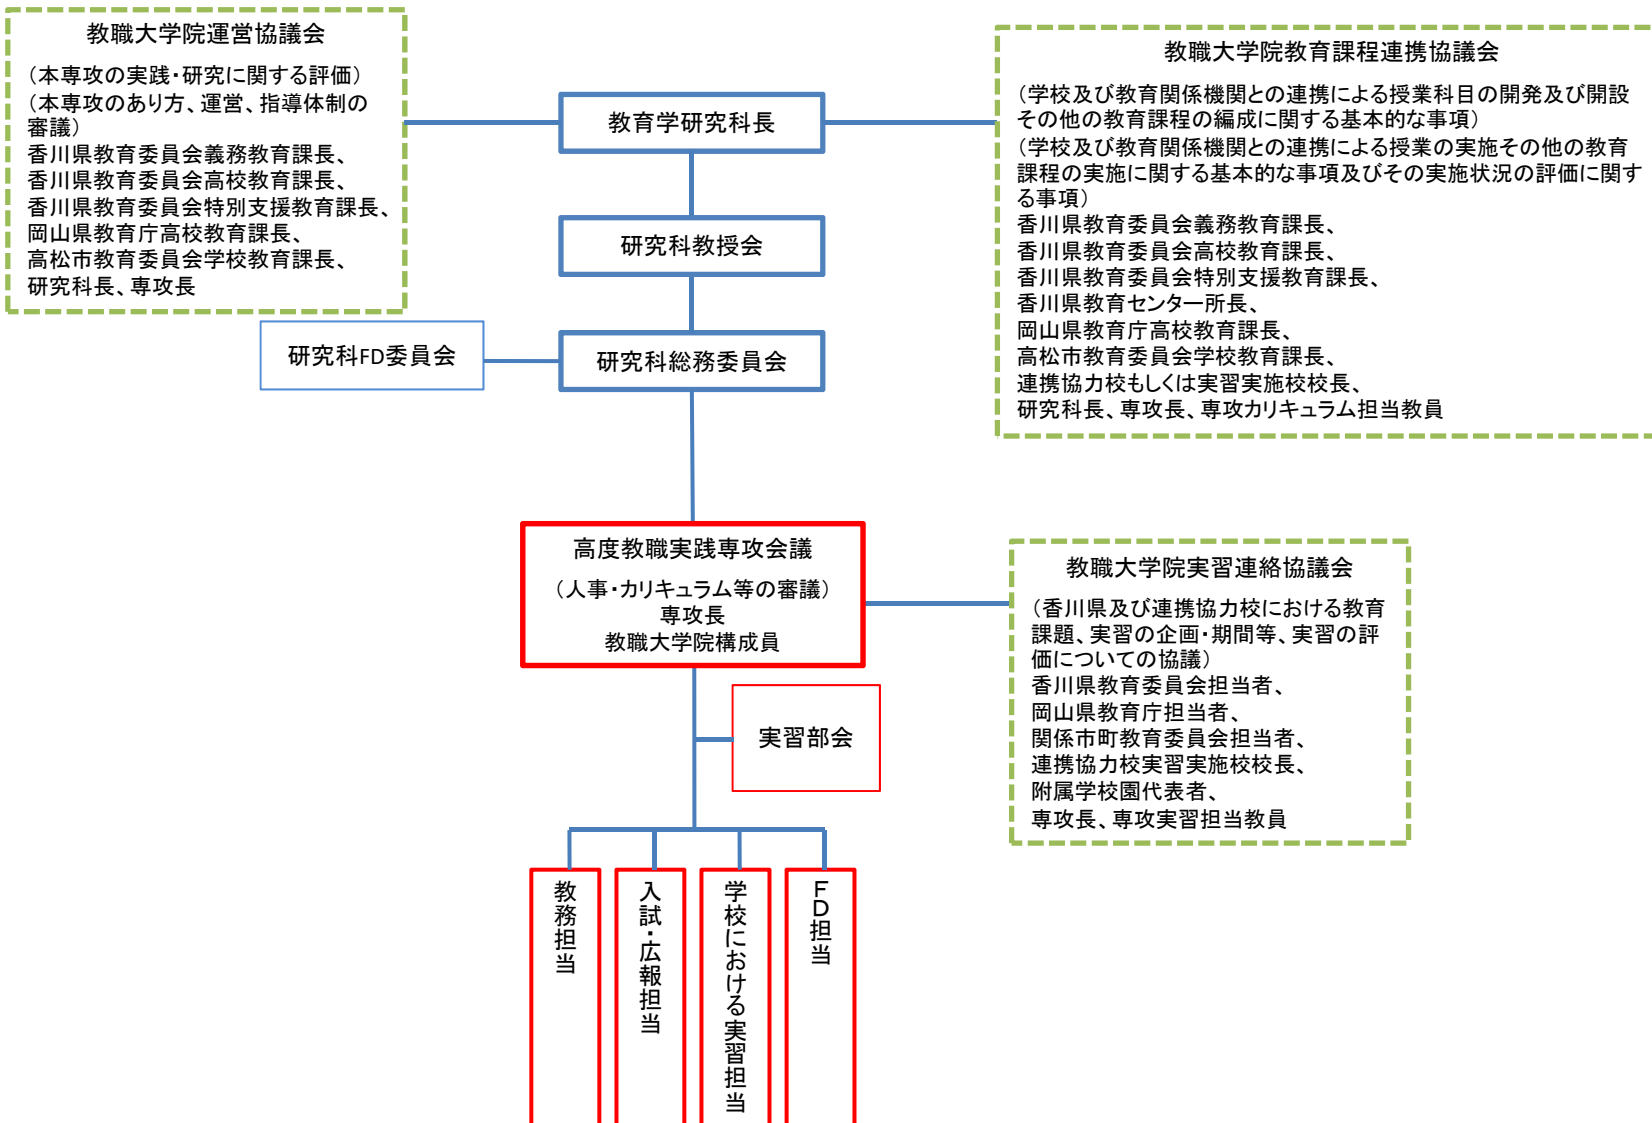 教職大学院運営協議会
(本専攻の実践・研究に関する評価)
(本専攻のあり方、運営、指導体制の
審議)
香川県教育委員会義務教育課長、
香川県教育委員会高校教育課長、
香川県教育委員会特別支援教育課長、
岡山県教育庁高校教育課長、
高松市教育委員会学校教育課長、
研究科長、専攻長
教育学研究科長
研究科教授会
研究科FD委員会
研究科総務委員会
教職大学院教育課程連携協議会
(学校及び教育関係機関との連携による授業科目の開発及び開設
その他の教育課程の編成に関する基本的な事項)
(学校及び教育関係機関との連携による授業の実施その他の教育
課程の実施に関する基本的な事項及びその実施状況の評価に関す
る事項)
香川県教育委員会義務教育課長、
香川県教育委員会高校教育課長、
香川県教育委員会特別支援教育課長、
香川県教育センター所長、
岡山県教育庁高校教育課長、
高松市教育委員会学校教育課長、
連携協力校もしくは実習実施校校長、
研究科長、専攻長、専攻カリキュラム担当教員
高度教職実践専攻会議
(人事・カリキュラム等の審議)
専攻長
教職大学院構成員
教職大学院実習連絡協議会
(香川県及び連携協力校における教育
課題、実習の企画・期間等、実習の評
価についての協議)
香川県教育委員会担当者、
岡山県教育庁担当者、
関係市町教育委員会担当者、
連携協力校実習実施校校長、
附属学校園代表者、
専攻長、専攻実習担当教員
実習部会
教務担当
入試・広報担当
学校における実習担当
FD担当